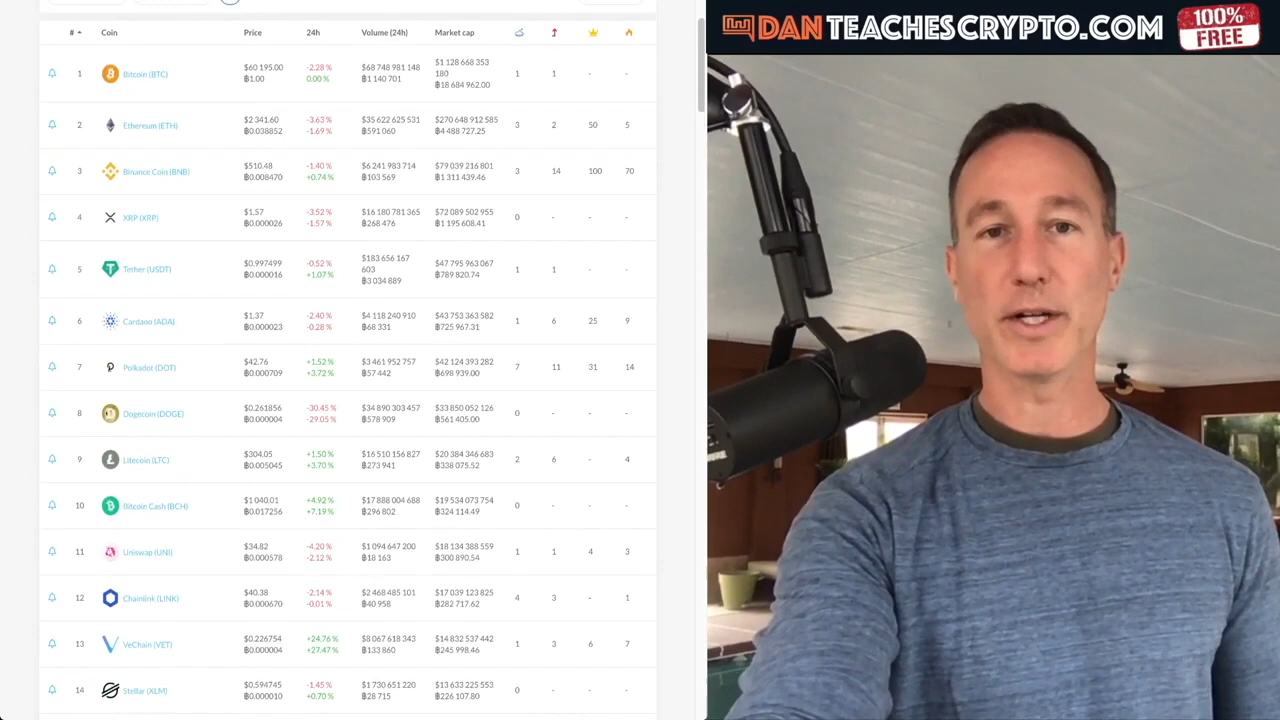 DANTEACHESCRYPTO.COM
100%
FREE
# Coin Price 24h Volume (24h) Market cap
1 Bitcoin (BTC) $60 195.00 -2.28 % $68 748 981 148 $1 128 668 353 180 1 1 - -
฿1.00 0.00 % ฿1 140 701 ฿18 684 962.00
2 Ethereum (ETH) $2 341.60 -3.63 % $35 622 625 531 $270 648 912 585 3 2 50 5
฿0.038852 -1.69 % ฿591 060 ฿4 488 727.25
3 Binance Coin (BNB) $510.48 -1.40 % $6 241 983 714 $79 039 216 801 3 14 100 70
฿0.008470 +0.74 % ฿103 569 ฿1 311 439.46
4 XRP (XRP) $1.57 -3.52 % $16 180 781 365 $72 089 502 955 0 - - -
฿0.000026 -1.57 % ฿268 476 ฿1 195 608.41
5 Tether (USDT) $0.997499 -0.52 % $183 656 167 603 $47 795 963 067 1 1 - -
฿0.000016 +1.07 % ฿3 034 889 ฿789 820.74
6 Cardano (ADA) $1.37 -2.40 % $4 118 240 910 $43 753 363 582 1 6 25 9
฿0.000023 -0.28 % ฿68 331 ฿725 967.31
7 Polkadot (DOT) $42.76 +1.52 % $3 461 952 757 $42 124 393 282 7 11 31 14
฿0.000709 +3.72 % ฿57 442 ฿698 939.00
8 Dogecoin (DOGE) $0.261856 -30.45 % $34 890 303 457 $33 850 052 126 0 - - -
฿0.000004 -29.05 % ฿578 909 ฿561 405.00
9 Litecoin (LTC) $304.05 +1.50 % $16 510 156 827 $20 384 346 683 2 6 - 4
฿0.005045 +3.70 % ฿273 941 ฿338 075.52
10 Bitcoin Cash (BCH) $1 040.01 +4.92 % $17 888 004 688 $19 534 073 754 0 - - -
฿0.017256 +7.19 % ฿296 802 ฿324 114.49
11 Uniswap (UNI) $34.82 -4.20 % $1 094 647 200 $18 134 388 559 1 1 4 3
฿0.000578 -2.12 % ฿18 163 ฿300 890.54
12 Chainlink (LINK) $40.38 -2.14 % $2 468 485 101 $17 039 123 825 4 3 - 1
฿0.000670 -0.01 % ฿40 958 ฿282 717.62
13 VeChain (VET) $0.226754 +24.76 % $8 067 618 343 $14 832 537 442 1 3 6 7
฿0.000004 +27.47 % ฿133 860 ฿245 998.46
14 Stellar (XLM) $0.594745 -1.45 % $1 730 651 220 $13 633 225 553 0 - - -
฿0.000010 +0.70 % ฿28 715 ฿226 107.80